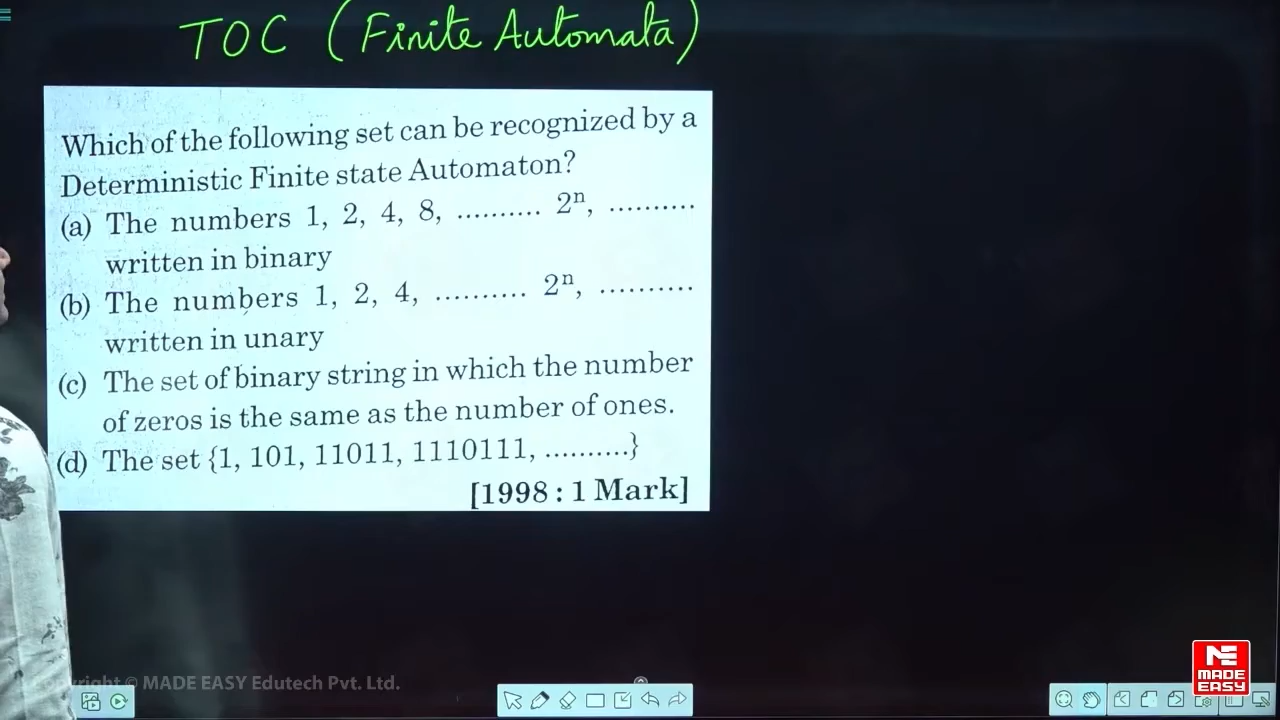 TOC (Finite Automata)
Which of the following set can be recognized by a
Deterministic Finite state Automaton?
(a) The numbers 1, 2, 4, 8, .......... 2ⁿ, ..........
written in binary
(b) The numbers 1, 2, 4, .......... 2ⁿ, ..........
written in unary
(c) The set of binary string in which the number
of zeros is the same as the number of ones.
(d) The set {1, 101, 11011, 1110111, ..........}
[1998 : 1 Mark]
Copyright © MADE EASY Edutech Pvt. Ltd.
MADE
EASY